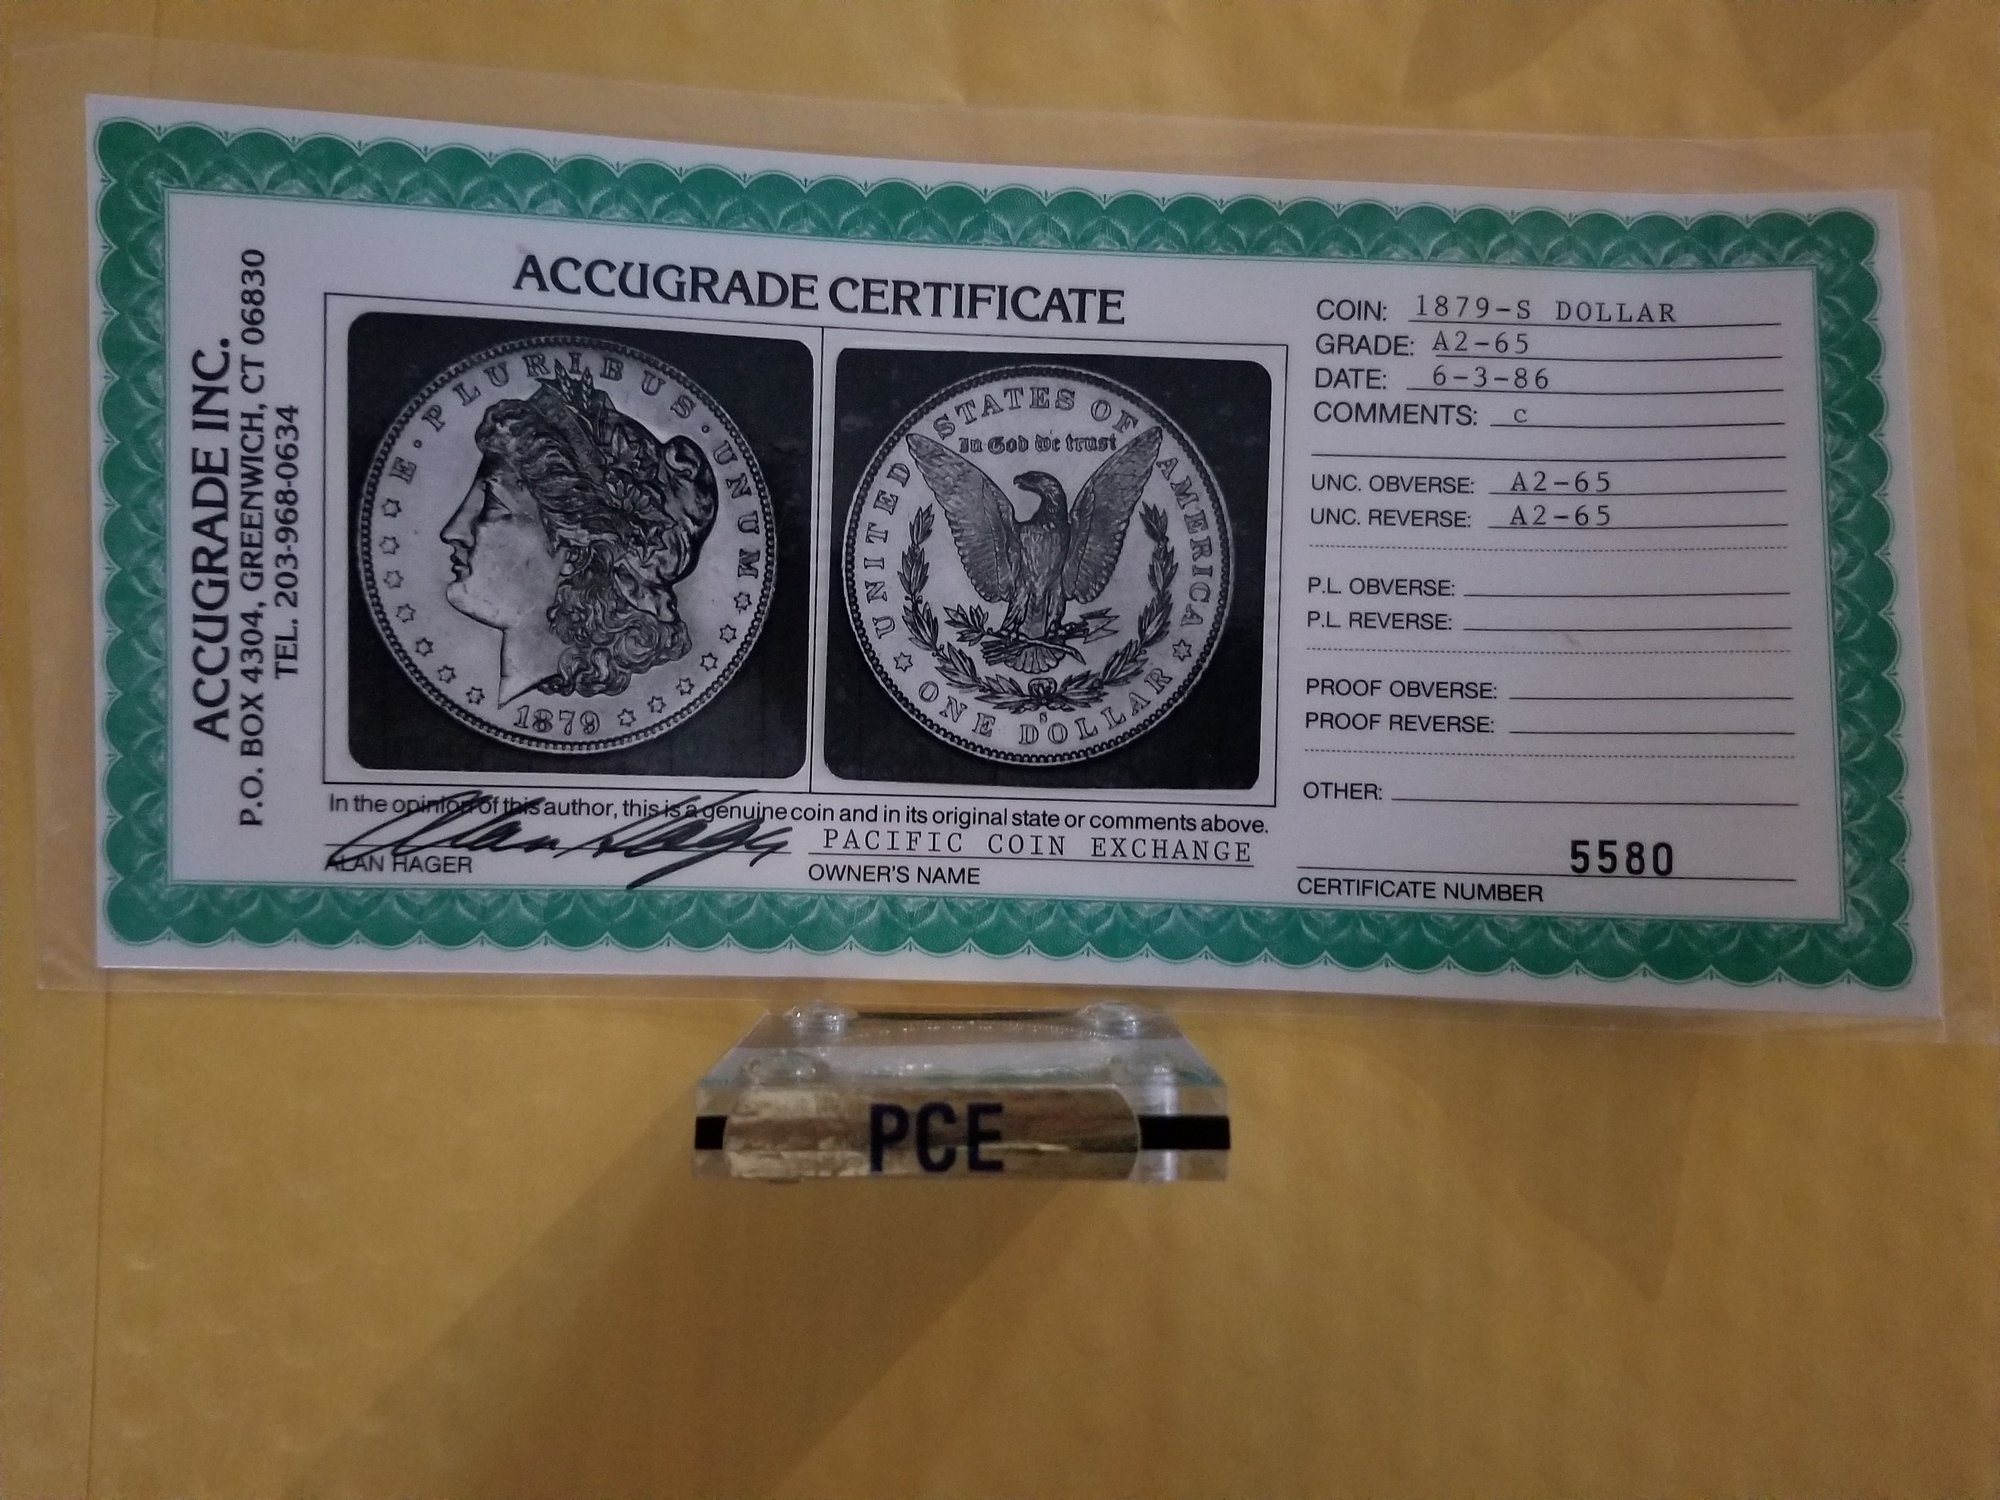 ACCUGRADE INC.
P.O. BOX 4304, GREENWICH, CT 06830
TEL. 203-968-0634
ACCUGRADE CERTIFICATE
E · PLURIBUS · UNUM
1879
UNITED STATES OF AMERICA
In God we trust
S
ONE DOLLAR
In the opinion of this author, this is a genuine coin and in its original state or comments above.
Alan Hager
ALAN HAGER
PACIFIC COIN EXCHANGE
OWNER'S NAME
COIN: 1879-S DOLLAR
GRADE: A2-65
DATE: 6-3-86
COMMENTS: c
UNC. OBVERSE: A2-65
UNC. REVERSE: A2-65
P.L. OBVERSE:
P.L. REVERSE:
PROOF OBVERSE:
PROOF REVERSE:
OTHER:
5580
CERTIFICATE NUMBER
PCE